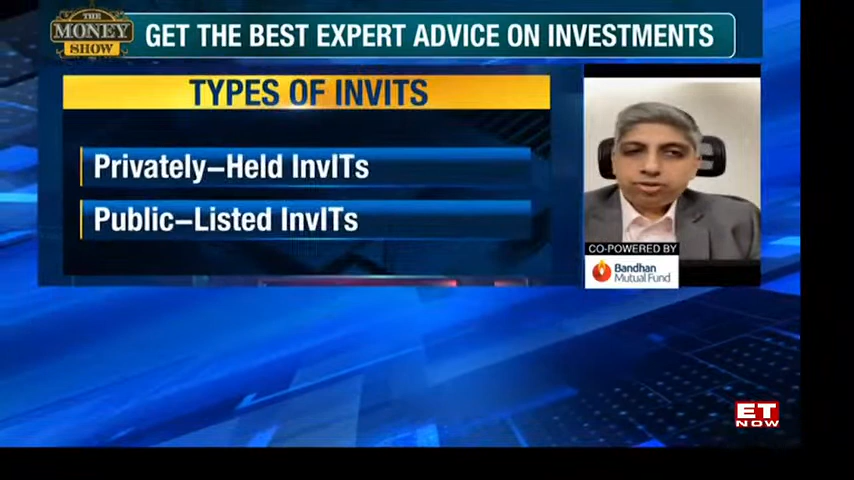 THE
MONEY
SHOW
GET THE BEST EXPERT ADVICE ON INVESTMENTS
TYPES OF INVITS
Privately–Held InvITs
Public–Listed InvITs
CO-POWERED BY
Bandhan
Mutual Fund
ET
NOW